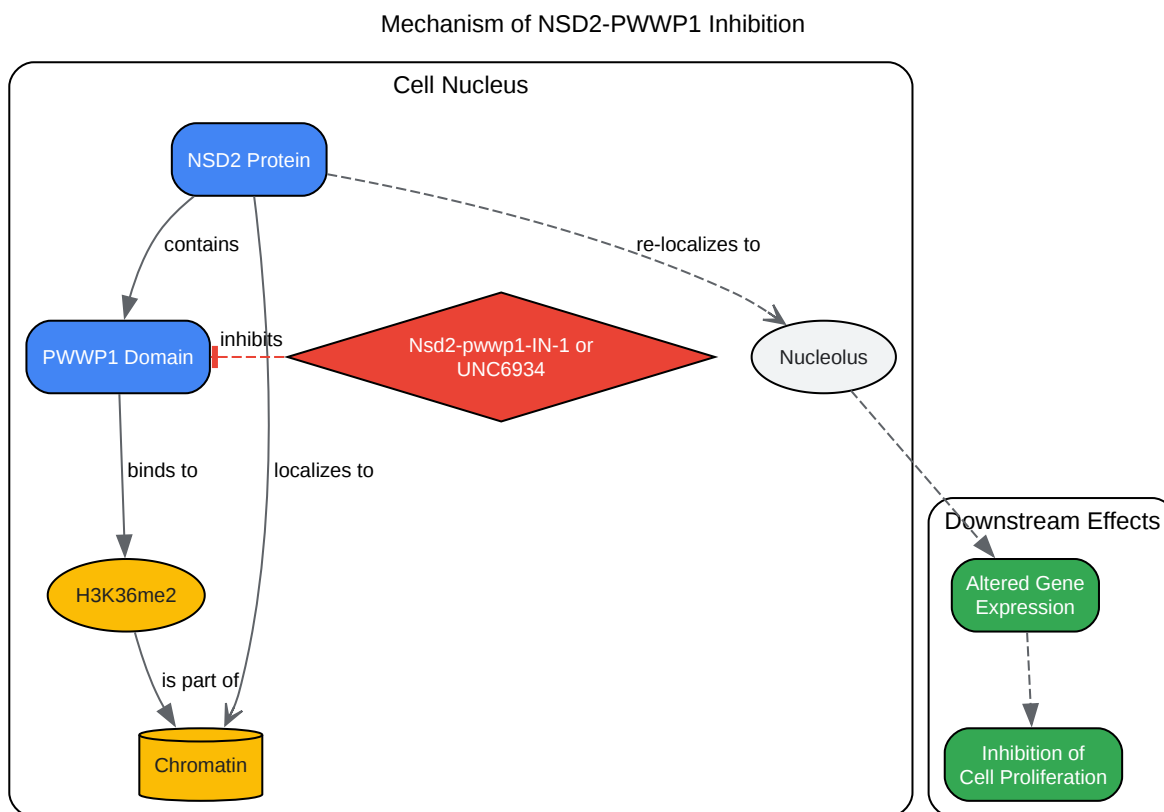 Mechanism of NSD2-PWWP1 Inhibition
Cell Nucleus
NSD2 Protein
contains
re-localizes to
PWWP1 Domain
inhibits
Nsd2-pwwp1-IN-1 or
UNC6934
Nucleolus
binds to
localizes to
Downstream Effects
H3K36me2
Altered Gene
Expression
is part of
Chromatin
Inhibition of
Cell Proliferation